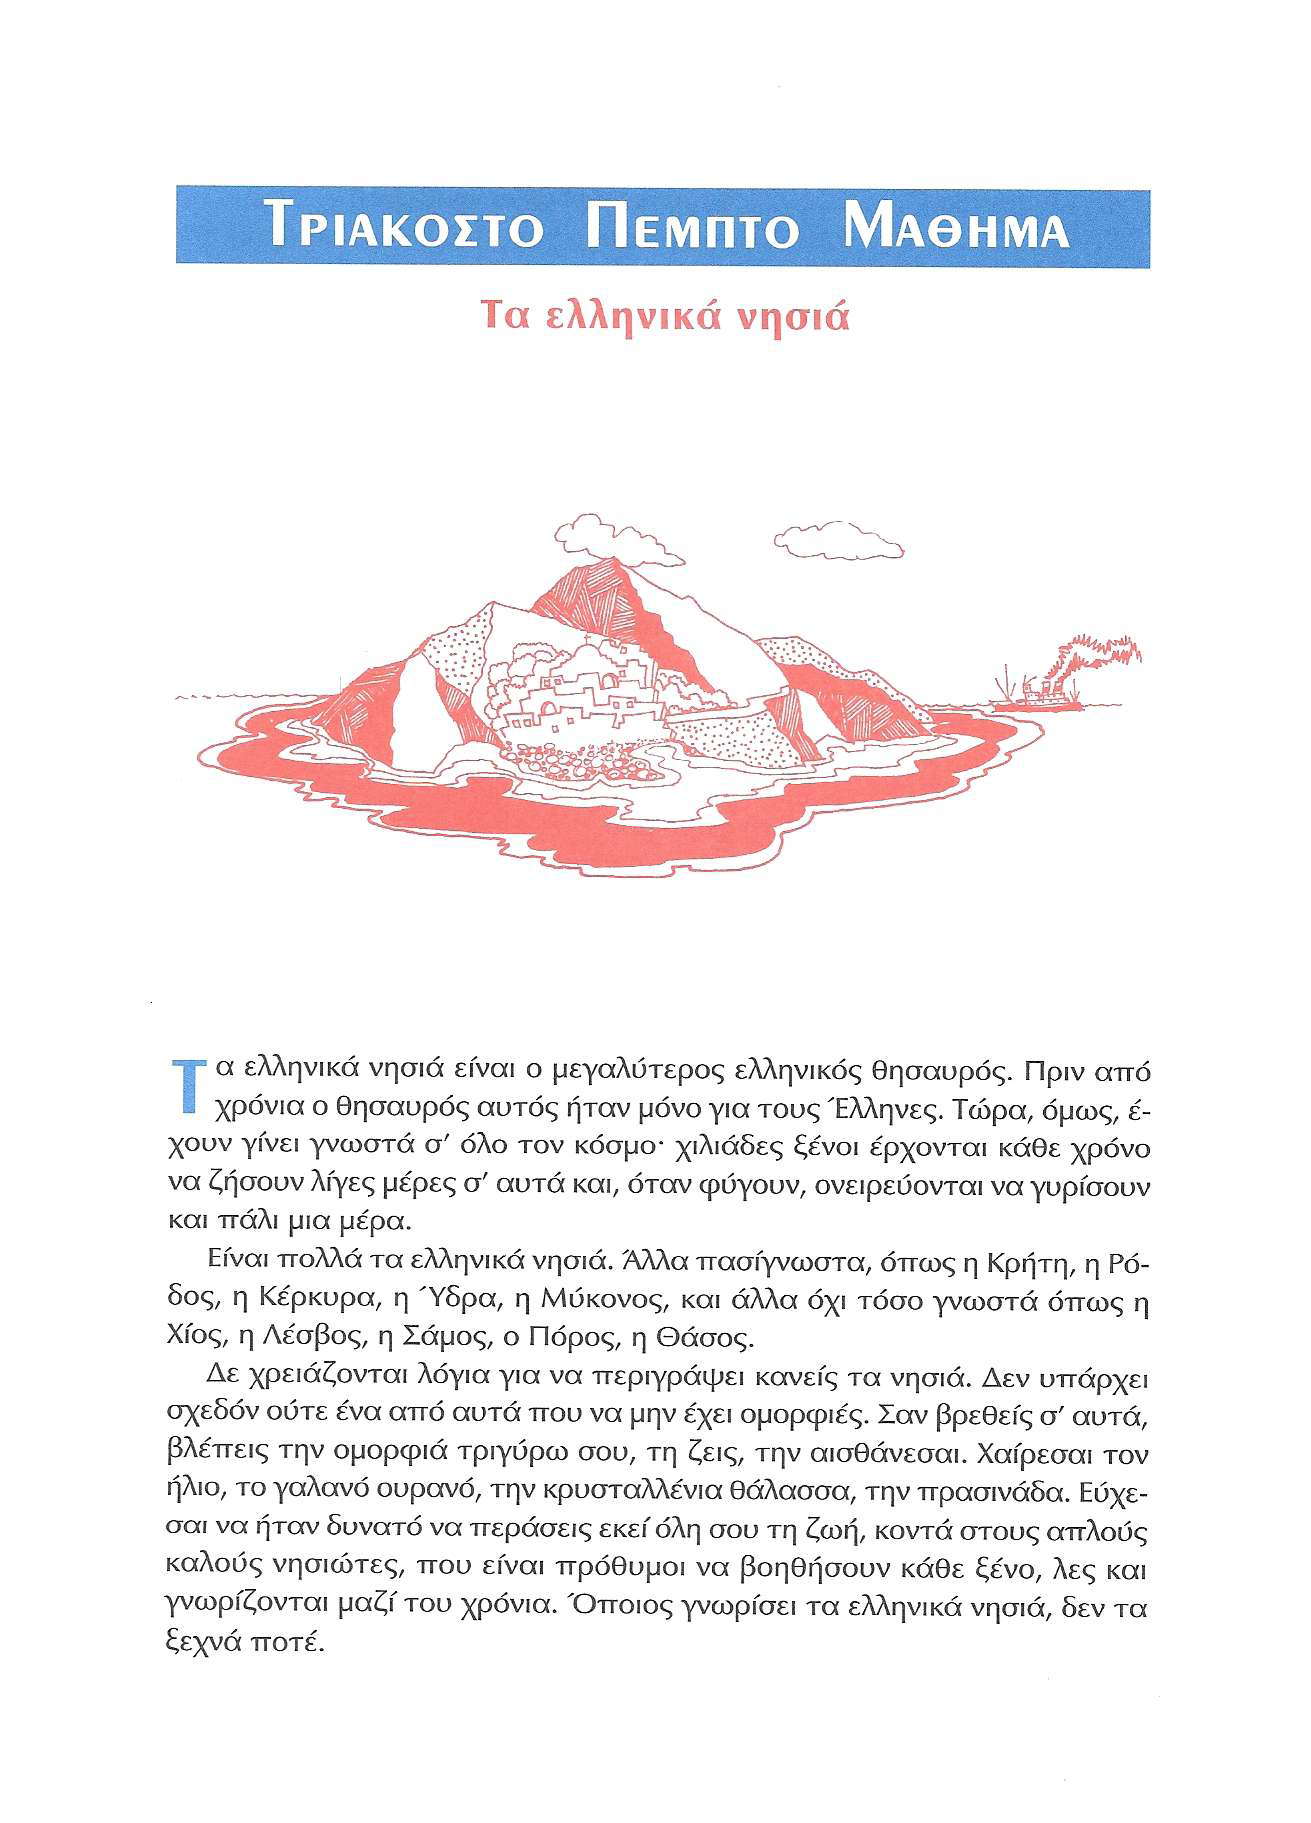 ΤΡΙΑΚΟΣΤΟ ΠΕΜΠΤΟ ΜΑΘΗΜΑ
Τα ελληνικά νησιά
Τα ελληνικά νησιά είναι ο μεγαλύτερος ελληνικός θησαυρός. Πριν από
χρόνια ο θησαυρός αυτός ήταν μόνο για τους Έλληνες. Τώρα, όμως, έ-
χουν γίνει γνωστά σ' όλο τον κόσμο· χιλιάδες ξένοι έρχονται κάθε χρόνο
να ζήσουν λίγες μέρες σ' αυτά και, όταν φύγουν, ονειρεύονται να γυρίσουν
και πάλι μια μέρα.
Είναι πολλά τα ελληνικά νησιά. Άλλα πασίγνωστα, όπως η Κρήτη, η Ρό-
δος, η Κέρκυρα, η Ύδρα, η Μύκονος, και άλλα όχι τόσο γνωστά όπως η
Χίος, η Λέσβος, η Σάμος, ο Πόρος, η Θάσος.
Δε χρειάζονται λόγια για να περιγράψει κανείς τα νησιά. Δεν υπάρχει
σχεδόν ούτε ένα από αυτά που να μην έχει ομορφιές. Σαν βρεθείς σ' αυτά,
βλέπεις την ομορφιά τριγύρω σου, τη ζεις, την αισθάνεσαι. Χαίρεσαι τον
ήλιο, το γαλανό ουρανό, την κρυσταλλένια θάλασσα, την πρασινάδα. Εύχε-
σαι να ήταν δυνατό να περάσεις εκεί όλη σου τη ζωή, κοντά στους απλούς
καλούς νησιώτες, που είναι πρόθυμοι να βοηθήσουν κάθε ξένο, λες και
γνωρίζονται μαζί του χρόνια. Όποιος γνωρίσει τα ελληνικά νησιά, δεν τα
ξεχνά ποτέ.